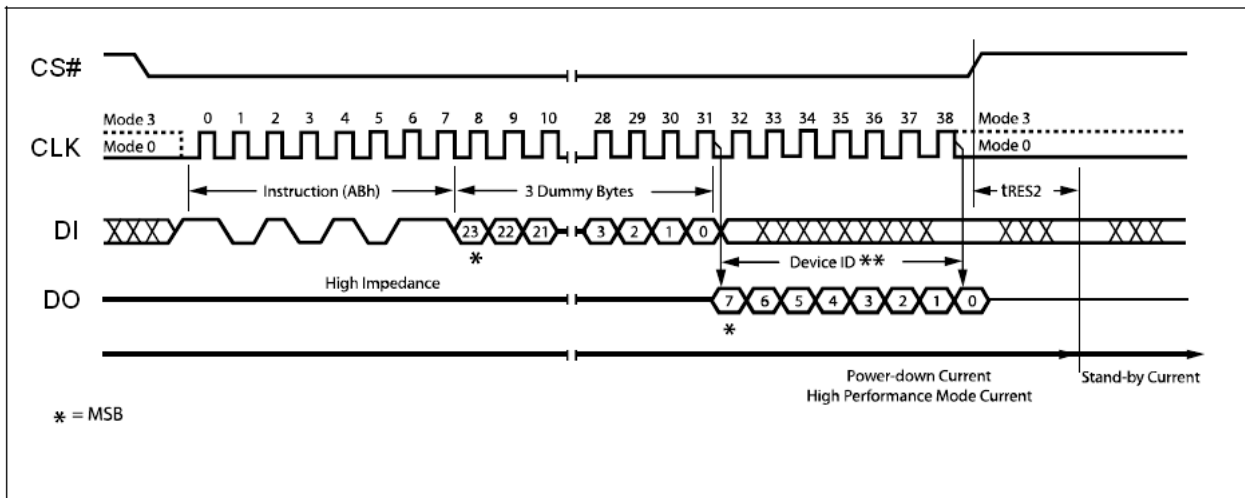 CS#
Mode 3 0 1 2 3 4 5 6 7 8 9 10 28 29 30 31 32 33 34 35 36 37 38 Mode 3
CLK Mode 0 Mode 0
Instruction (ABh) 3 Dummy Bytes tRES2
DI 23 22 21 3 2 1 0
* Device ID **
High Impedance
DO 7 6 5 4 3 2 1 0
*
Power-down Current Stand-by Current
High Performance Mode Current
* = MSB